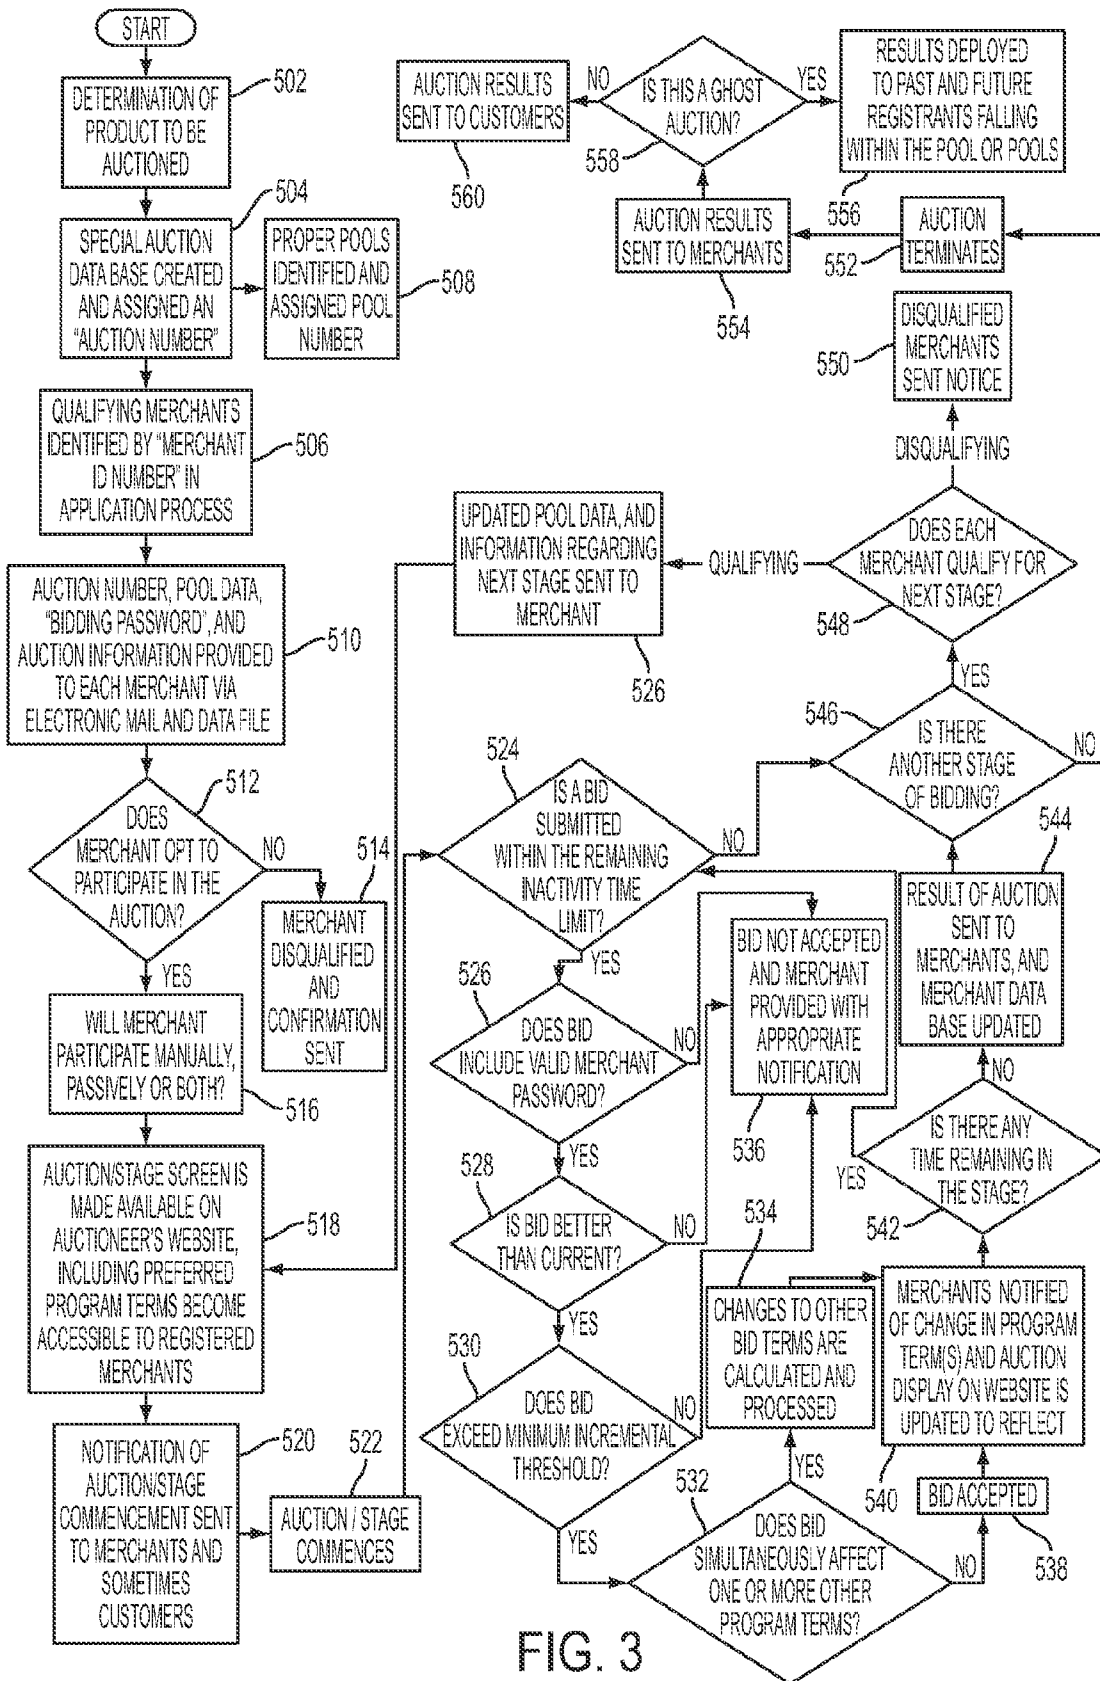 START
502
DETERMINATION OF
PRODUCT TO BE
AUCTIONED
504
SPECIAL AUCTION
DATA BASE CREATED
AND ASSIGNED AN
"AUCTION NUMBER"
PROPER POOLS
IDENTIFIED AND
ASSIGNED POOL
NUMBER
508
QUALIFYING MERCHANTS
IDENTIFIED BY "MERCHANT
ID NUMBER" IN
APPLICATION PROCESS
506
AUCTION NUMBER, POOL DATA,
"BIDDING PASSWORD", AND
AUCTION INFORMATION PROVIDED
TO EACH MERCHANT VIA
ELECTRONIC MAIL AND DATA FILE
510
512
DOES
MERCHANT OPT TO
PARTICIPATE IN THE
AUCTION?
NO
514
MERCHANT
DISQUALIFIED
AND
CONFIRMATION
SENT
YES
WILL MERCHANT
PARTICIPATE MANUALLY,
PASSIVELY OR BOTH?
516
AUCTION/STAGE SCREEN IS
MADE AVAILABLE ON
AUCTIONEER'S WEBSITE,
INCLUDING PREFERRED
PROGRAM TERMS BECOME
ACCESSIBLE TO REGISTERED
MERCHANTS
518
520
NOTIFICATION OF
AUCTION/STAGE
COMMENCEMENT SENT
TO MERCHANTS AND
SOMETIMES
CUSTOMERS
522
AUCTION / STAGE
COMMENCES
524
IS A BID
SUBMITTED
WITHIN THE REMAINING
INACTIVITY TIME
LIMIT?
NO
YES
526
DOES BID
INCLUDE VALID MERCHANT
PASSWORD?
NO
YES
528
IS BID BETTER
THAN CURRENT?
NO
YES
530
DOES BID
EXCEED MINIMUM INCREMENTAL
THRESHOLD?
NO
YES
532
DOES BID
SIMULTANEOUSLY AFFECT
ONE OR MORE OTHER
PROGRAM TERMS?
YES
NO
534
CHANGES TO OTHER
BID TERMS ARE
CALCULATED AND
PROCESSED
BID NOT ACCEPTED
AND MERCHANT
PROVIDED WITH
APPROPRIATE
NOTIFICATION
536
BID ACCEPTED
538
MERCHANTS NOTIFIED
OF CHANGE IN PROGRAM
TERM(S) AND AUCTION
DISPLAY ON WEBSITE IS
UPDATED TO REFLECT
540
IS THERE ANY
TIME REMAINING IN
THE STAGE?
542
YES
NO
544
RESULT OF AUCTION
SENT TO
MERCHANTS, AND
MERCHANT DATA
BASE UPDATED
546
IS THERE
ANOTHER STAGE
OF BIDDING?
NO
YES
DOES EACH
MERCHANT QUALIFY FOR
NEXT STAGE?
548
QUALIFYING
UPDATED POOL DATA, AND
INFORMATION REGARDING
NEXT STAGE SENT TO
MERCHANT
526
DISQUALIFYING
550
DISQUALIFIED
MERCHANTS
SENT NOTICE
AUCTION
TERMINATES
552
AUCTION RESULTS
SENT TO MERCHANTS
554
IS THIS A GHOST
AUCTION?
558
YES
RESULTS DEPLOYED
TO PAST AND FUTURE
REGISTRANTS FALLING
WITHIN THE POOL OR POOLS
556
NO
AUCTION RESULTS
SENT TO CUSTOMERS
560
FIG. 3